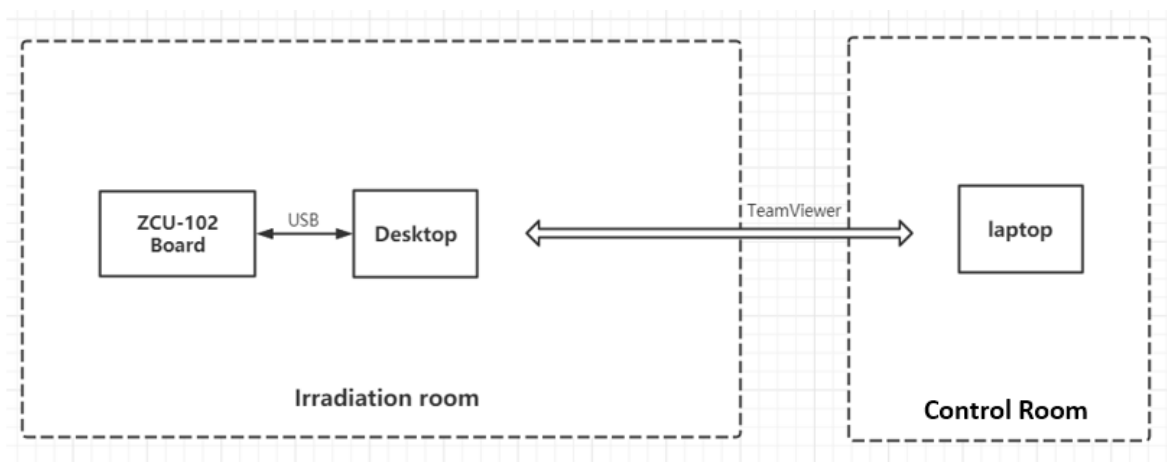 ZCU-102
Board
USB
Desktop
TeamViewer
laptop
Irradiation room
Control Room